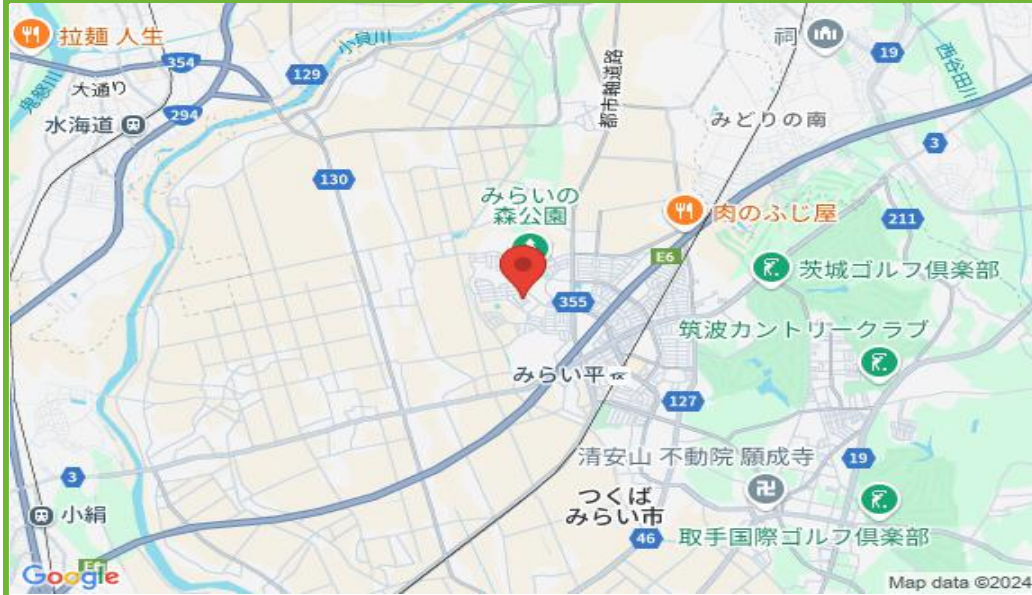 拉麺 人生
354
小貝川
祠
19
西谷田川
鬼怒川
大通り
129
都市軸道路
294
水海道
みどりの南
3
130
みらいの
森公園
肉のふじ屋
211
E6
茨城ゴルフ倶楽部
355
筑波カントリークラブ
みらい平
127
清安山 不動院 願成寺
19
3
つくば
みらい市
小絹
46
取手国際ゴルフ倶楽部
Google
Map data ©2024